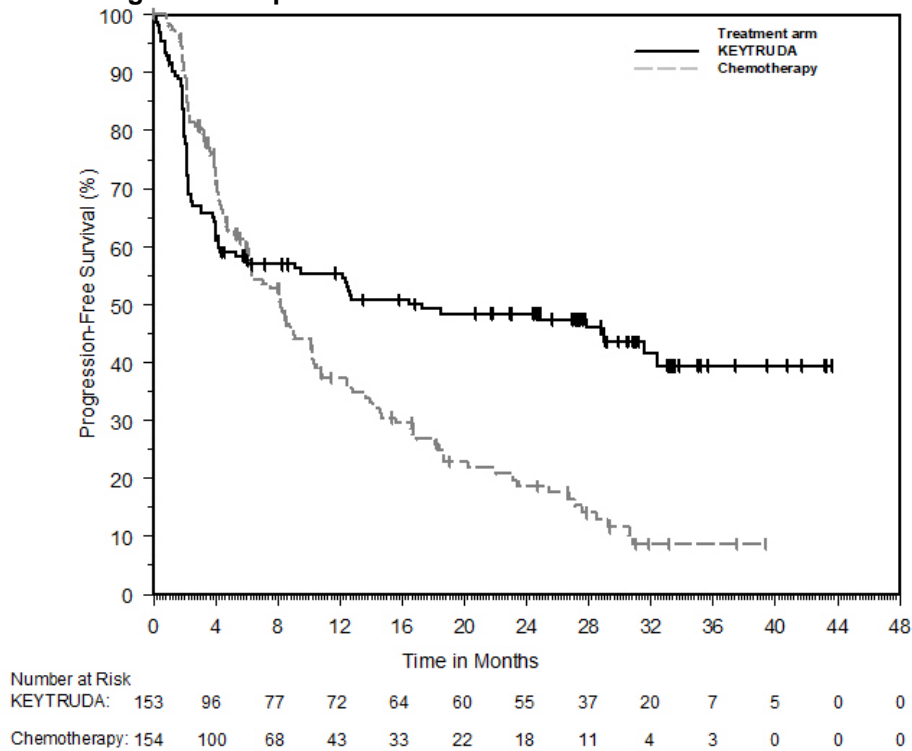 100
Treatment arm
KEYTRUDA
Chemotherapy
90
80
70
60
50
40
30
20
10
0
Progression-Free Survival (%)
0 4 8 12 16 20 24 28 32 36 40 44 48
Time in Months
Number at Risk
KEYTRUDA: 153 96 77 72 64 60 55 37 20 7 5 0 0
Chemotherapy: 154 100 68 43 33 22 18 11 4 3 0 0 0